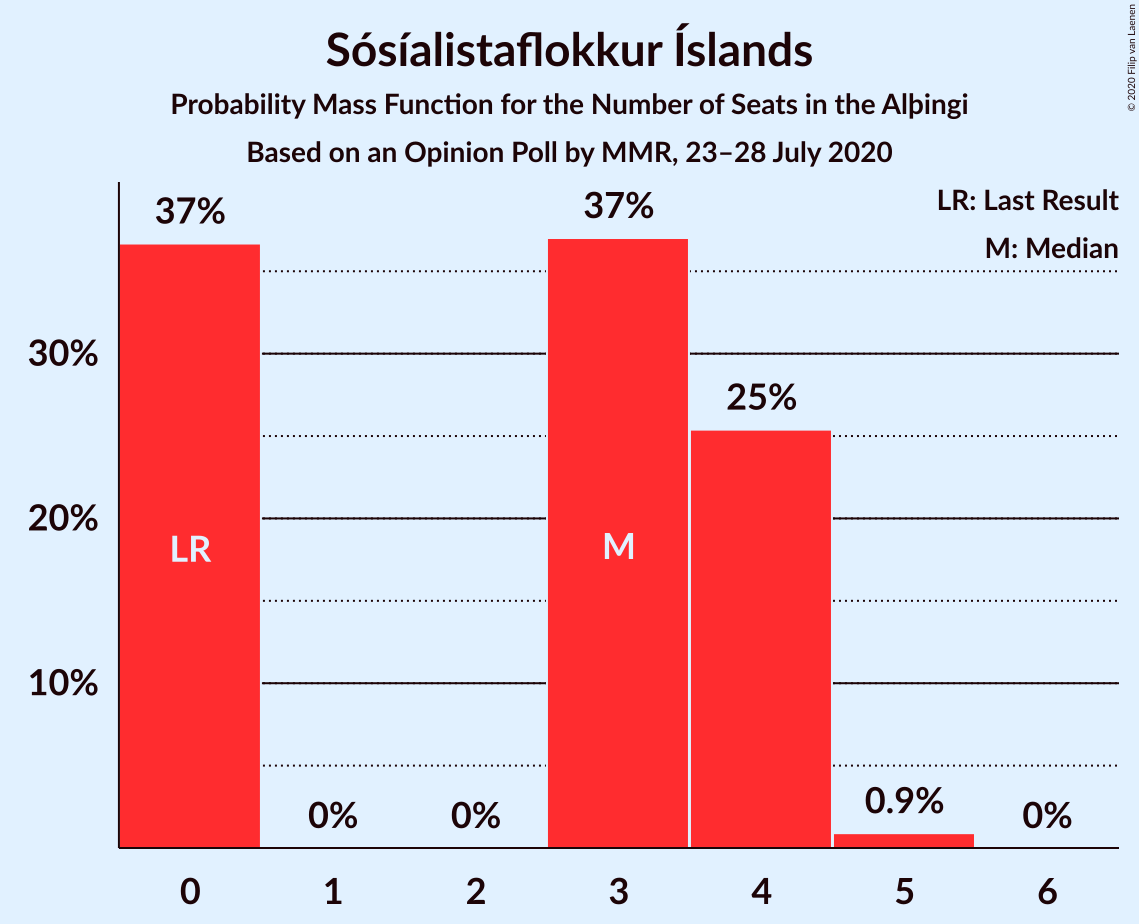 Sósíalistaflokkur Íslands
Probability Mass Function for the Number of Seats in the Alþingi
Based on an Opinion Poll by MMR, 23–28 July 2020
© 2020 Filip van Laenen
LR: Last Result
M: Median
37%
37%
25%
0%
0%
0.9%
0%
LR
M
30%
20%
10%
0
1
2
3
4
5
6